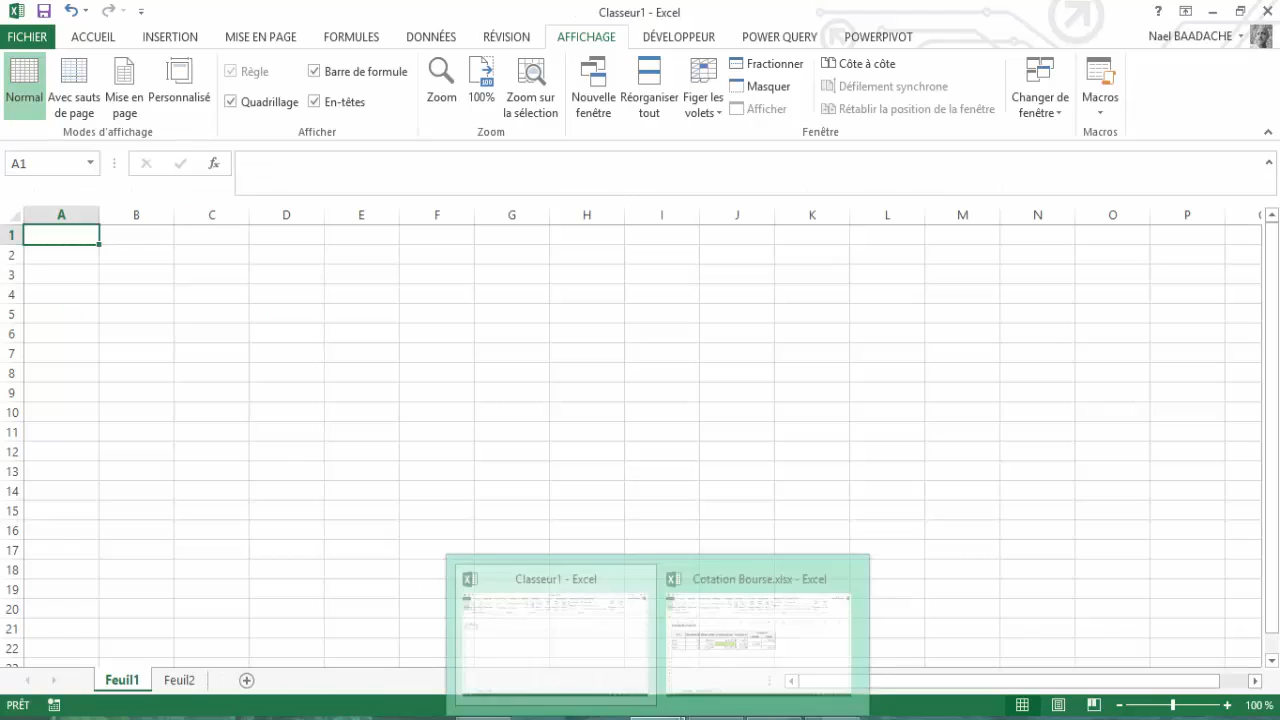 Classeur1 - Excel
?
FICHIER ACCUEIL INSERTION MISE EN PAGE FORMULES DONNÉES RÉVISION AFFICHAGE DÉVELOPPEUR POWER QUERY POWERPIVOT Nael BAADACHE
Normal
Avec sauts
de page
Mise en
page
Personnalisé
Règle
Barre de formule
Quadrillage
En-têtes
Zoom
100
100%
Zoom sur
la sélection
Nouvelle
fenêtre
Réorganiser
tout
Figer les
volets
Fractionner
Masquer
Afficher
Côte à côte
Défilement synchrone
Rétablir la position de la fenêtre
Changer de
fenêtre
Macros
Modes d'affichage Afficher Zoom Fenêtre Macros
A1 fx
A B C D E F G H I J K L M N O P
1
2
3
4
5
6
7
8
9
10
11
12
13
14
15
16
17
18
19
20
21
22
Classeur1 - Excel
Cotation Bourse.xlsx - Excel
Feuil1 Feuil2
PRÊT 100 %